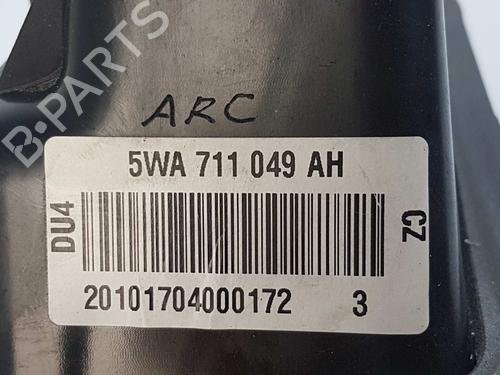 B-PARTS
ARC
5WA 711 049 AH
DU4
CZ
20101704000172 3